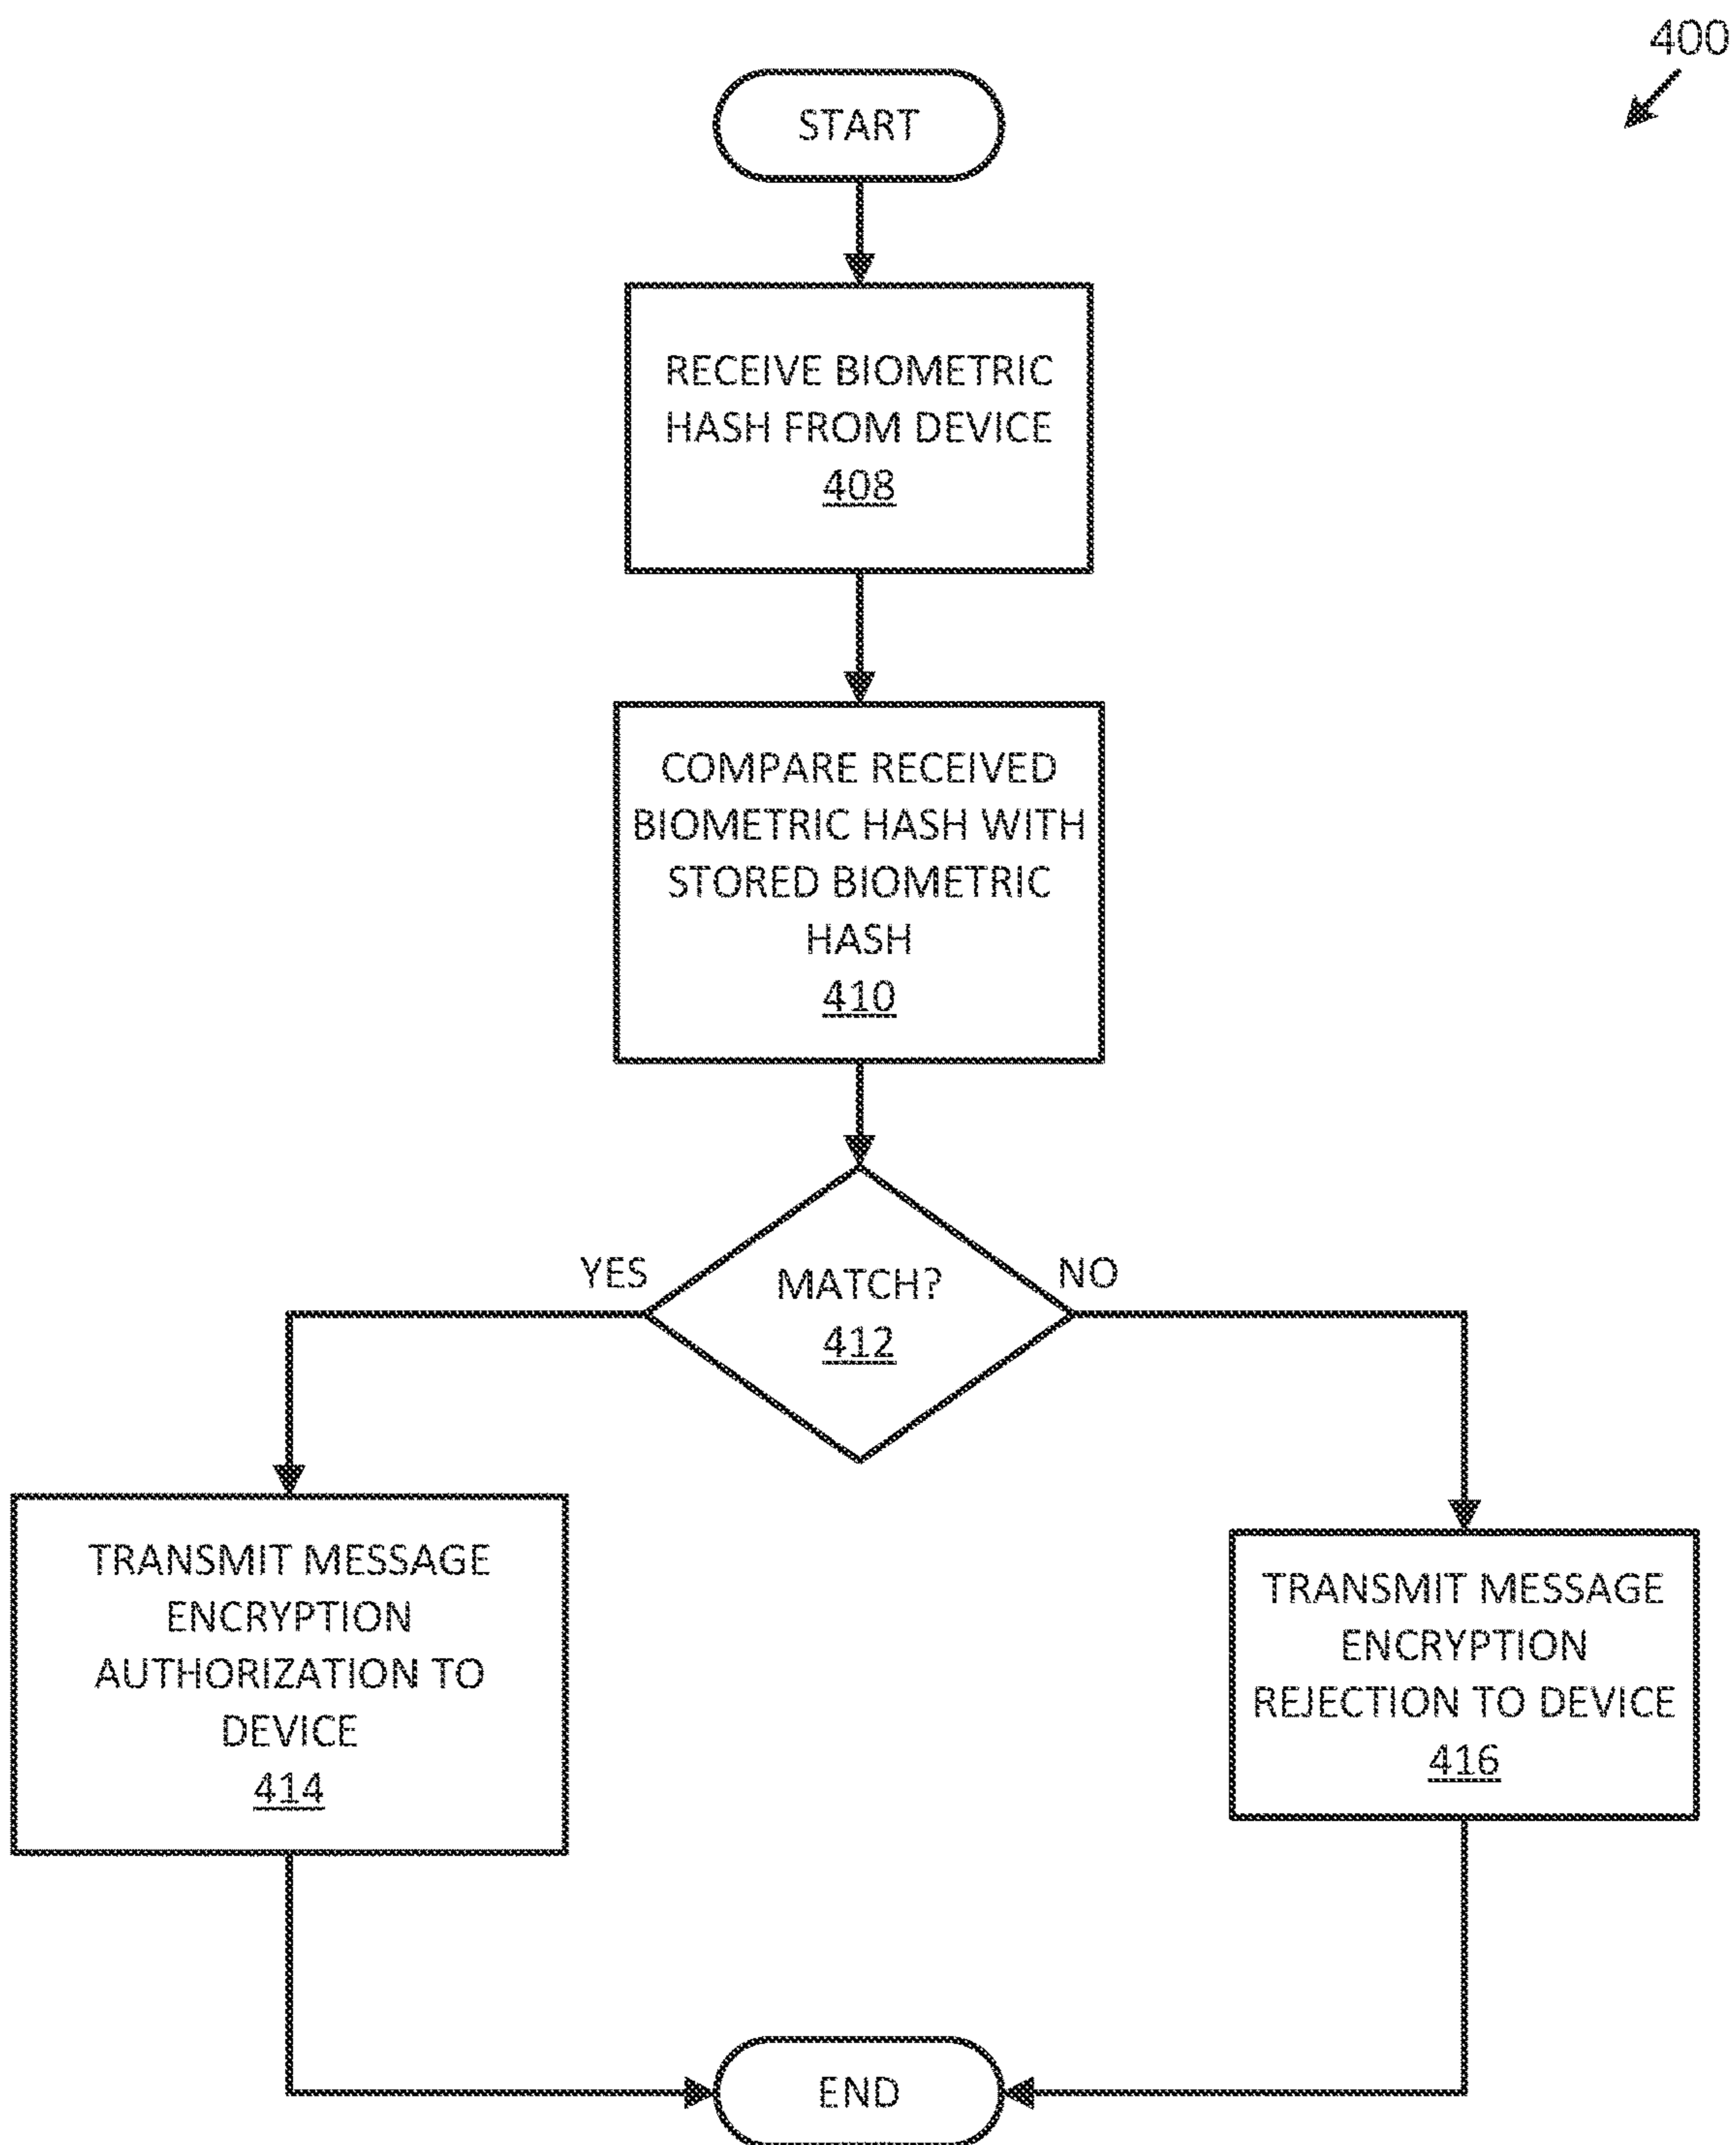 400
START
RECEIVE BIOMETRIC
HASH FROM DEVICE
408
COMPARE RECEIVED
BIOMETRIC HASH WITH
STORED BIOMETRIC
HASH
410
YES
MATCH?
NO
412
TRANSMIT MESSAGE
ENCRYPTION
AUTHORIZATION TO
DEVICE
414
TRANSMIT MESSAGE
ENCRYPTION
REJECTION TO DEVICE
416
END